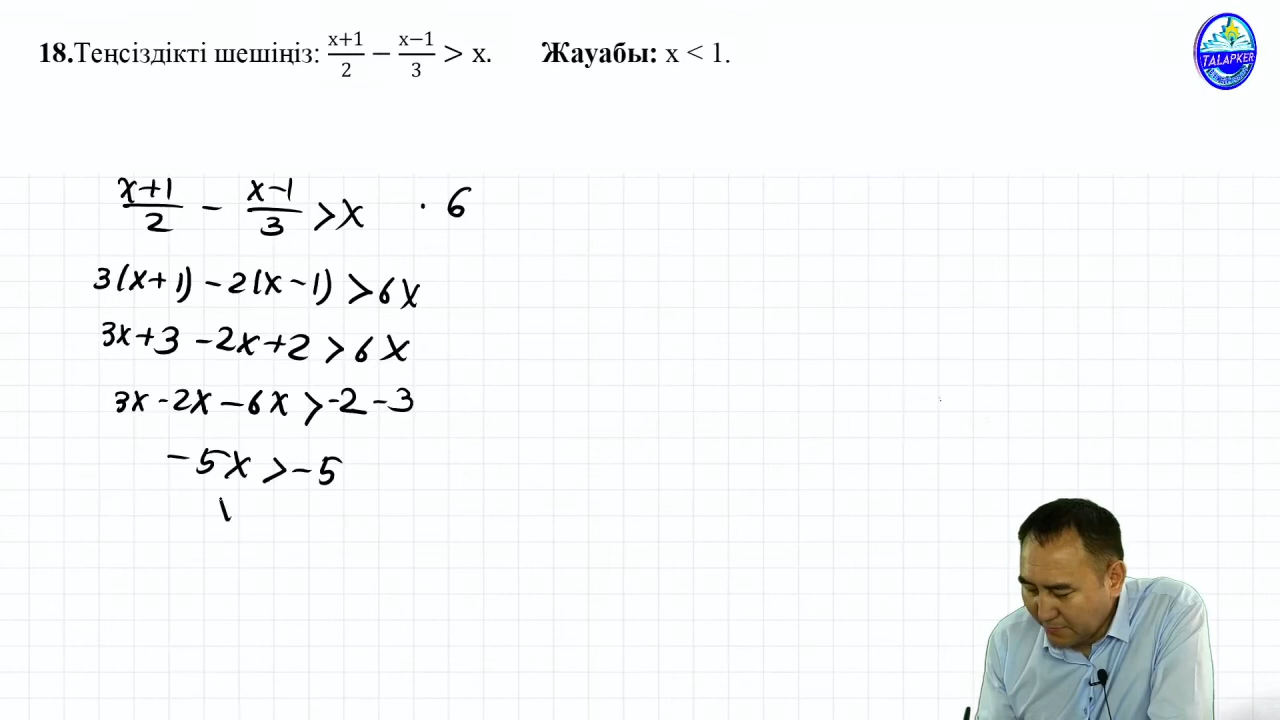 18.Теңсіздікті шешіңіз: x+1/2 − x−1/3 > x. Жауабы: x < 1.
TALAPKER
x+1/2 − x−1/3 > x · 6
3(x+1) − 2(x−1) > 6x
3x+3 −2x+2 > 6x
3x −2x −6x > −2 −3
−5x > −5